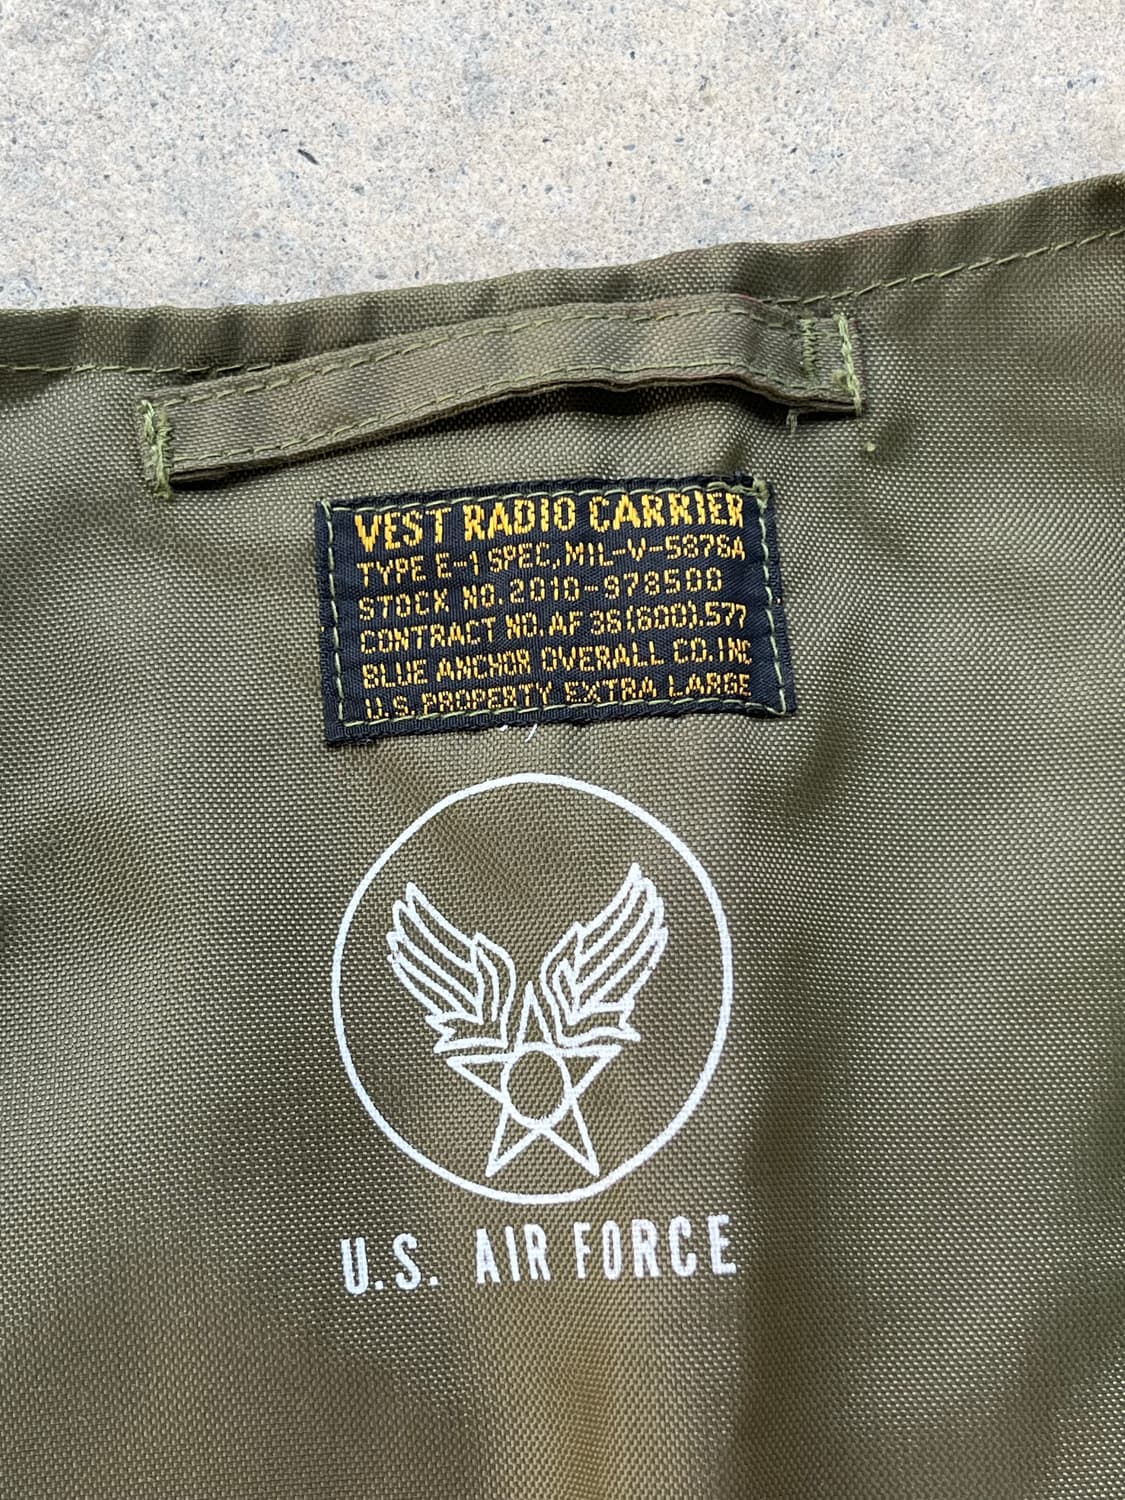 VEST RADIO CARRIER
TYPE E-1 SPEC, MIL-V-5876A
STOCK NO. 2010-978500
CONTRACT NO. AF 36(600).577
BLUE ANCHOR OVERALL CO. INC
U.S. PROPERTY EXTRA LARGE
U.S. AIR FORCE